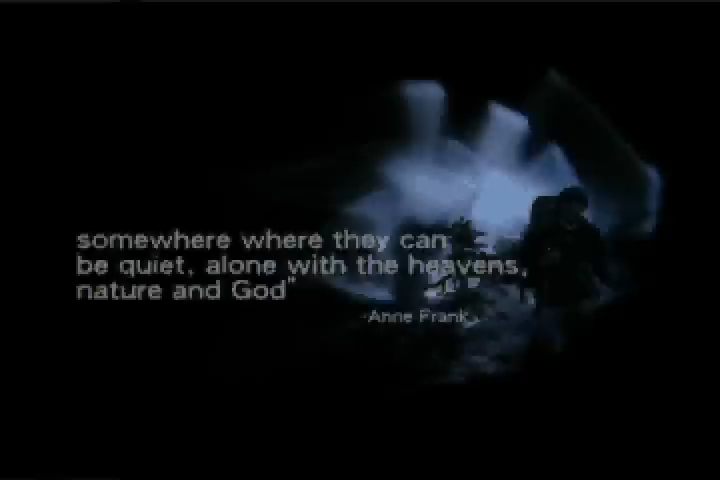 somewhere where they can
be quiet, alone with the heavens,
nature and God"
-Anne Frank